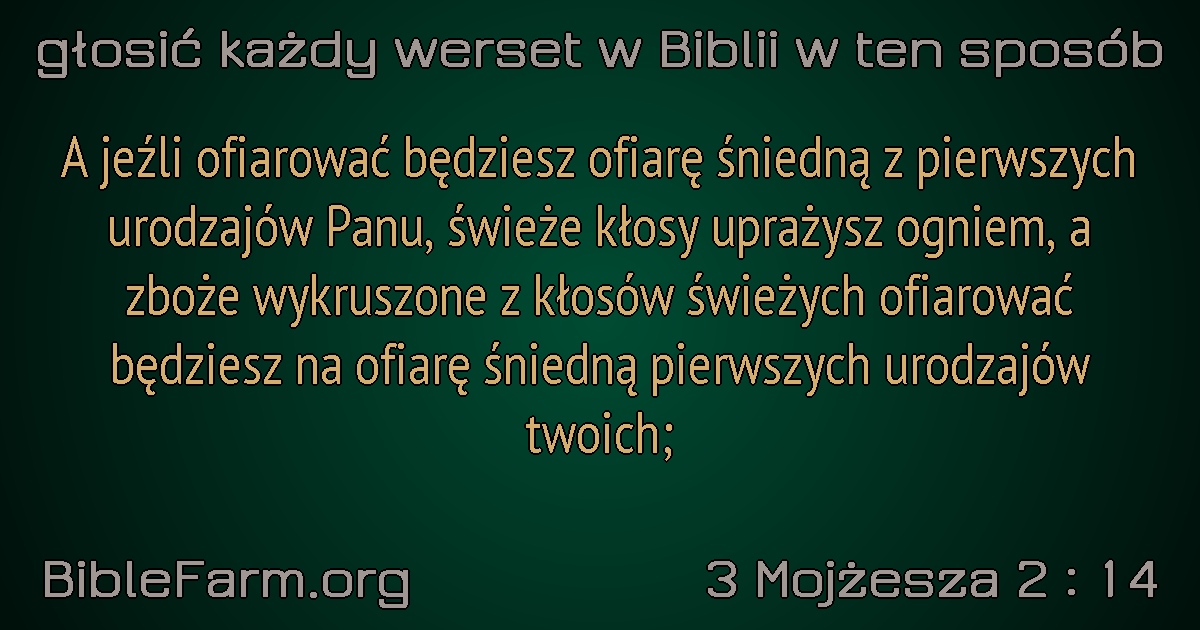 głosić każdy werset w Biblii w ten sposób
A jeźli ofiarować będziesz ofiarę śniedną z pierwszych
urodzajów Panu, świeże kłosy uprażysz ogniem, a
zboże wykruszone z kłosów świeżych ofiarować
będziesz na ofiarę śniedną pierwszych urodzajów
twoich;
BibleFarm.org
3 Mojżesza 2 : 14